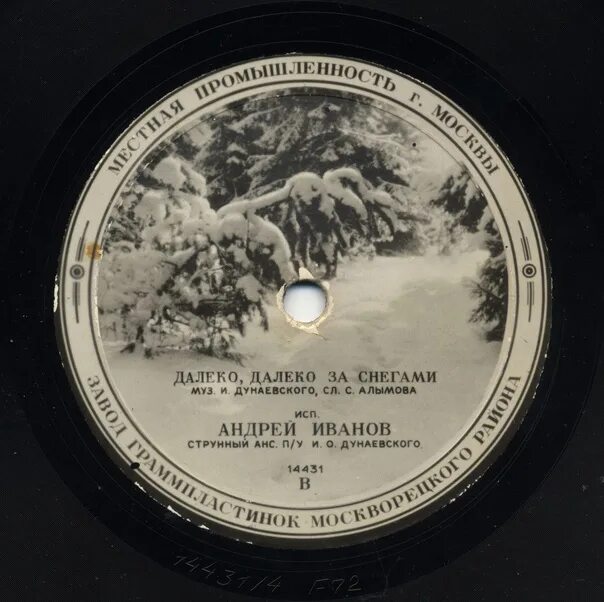 МЕСТНАЯ ПРОМЫШЛЕННОСТЬ Г. МОСКВЫ
ДАЛЕКО, ДАЛЕКО ЗА СНЕГАМИ
МУЗ. И. ДУНАЕВСКОГО, СЛ. С. АЛЫМОВА
ИСП.
АНДРЕЙ ИВАНОВ
СТРУННЫЙ АНС. П/У И. О. ДУНАЕВСКОГО
14431
В
ЗАВОД ГРАММПЛАСТИНОК МОСКВОРЕЦКОГО РАЙОНА
14431/4 F72